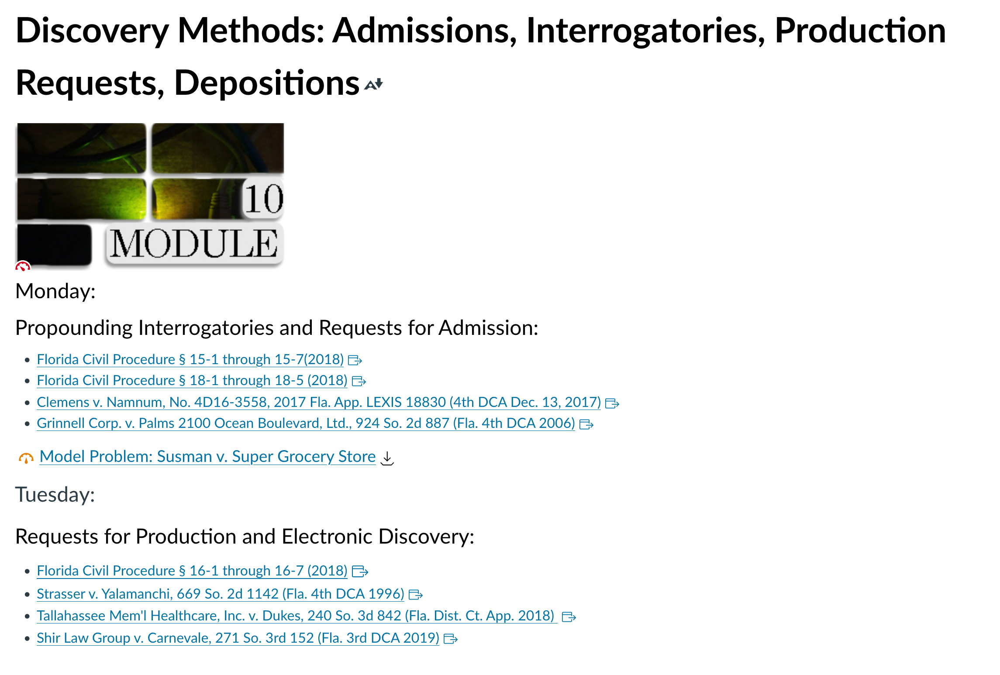 Discovery Methods: Admissions, Interrogatories, Production
Requests, Depositions
10
MODULE
Monday:
Propounding Interrogatories and Requests for Admission:
Florida Civil Procedure § 15-1 through 15-7(2018)
Florida Civil Procedure § 18-1 through 18-5 (2018)
Clemens v. Namnum, No. 4D16-3558, 2017 Fla. App. LEXIS 18830 (4th DCA Dec. 13, 2017)
Grinnell Corp. v. Palms 2100 Ocean Boulevard, Ltd., 924 So. 2d 887 (Fla. 4th DCA 2006)
Model Problem: Susman v. Super Grocery Store
Tuesday:
Requests for Production and Electronic Discovery:
Florida Civil Procedure § 16-1 through 16-7 (2018)
Strasser v. Yalamanchi, 669 So. 2d 1142 (Fla. 4th DCA 1996)
Tallahassee Mem'l Healthcare, Inc. v. Dukes, 240 So. 3d 842 (Fla. Dist. Ct. App. 2018)
Shir Law Group v. Carnevale, 271 So. 3rd 152 (Fla. 3rd DCA 2019)